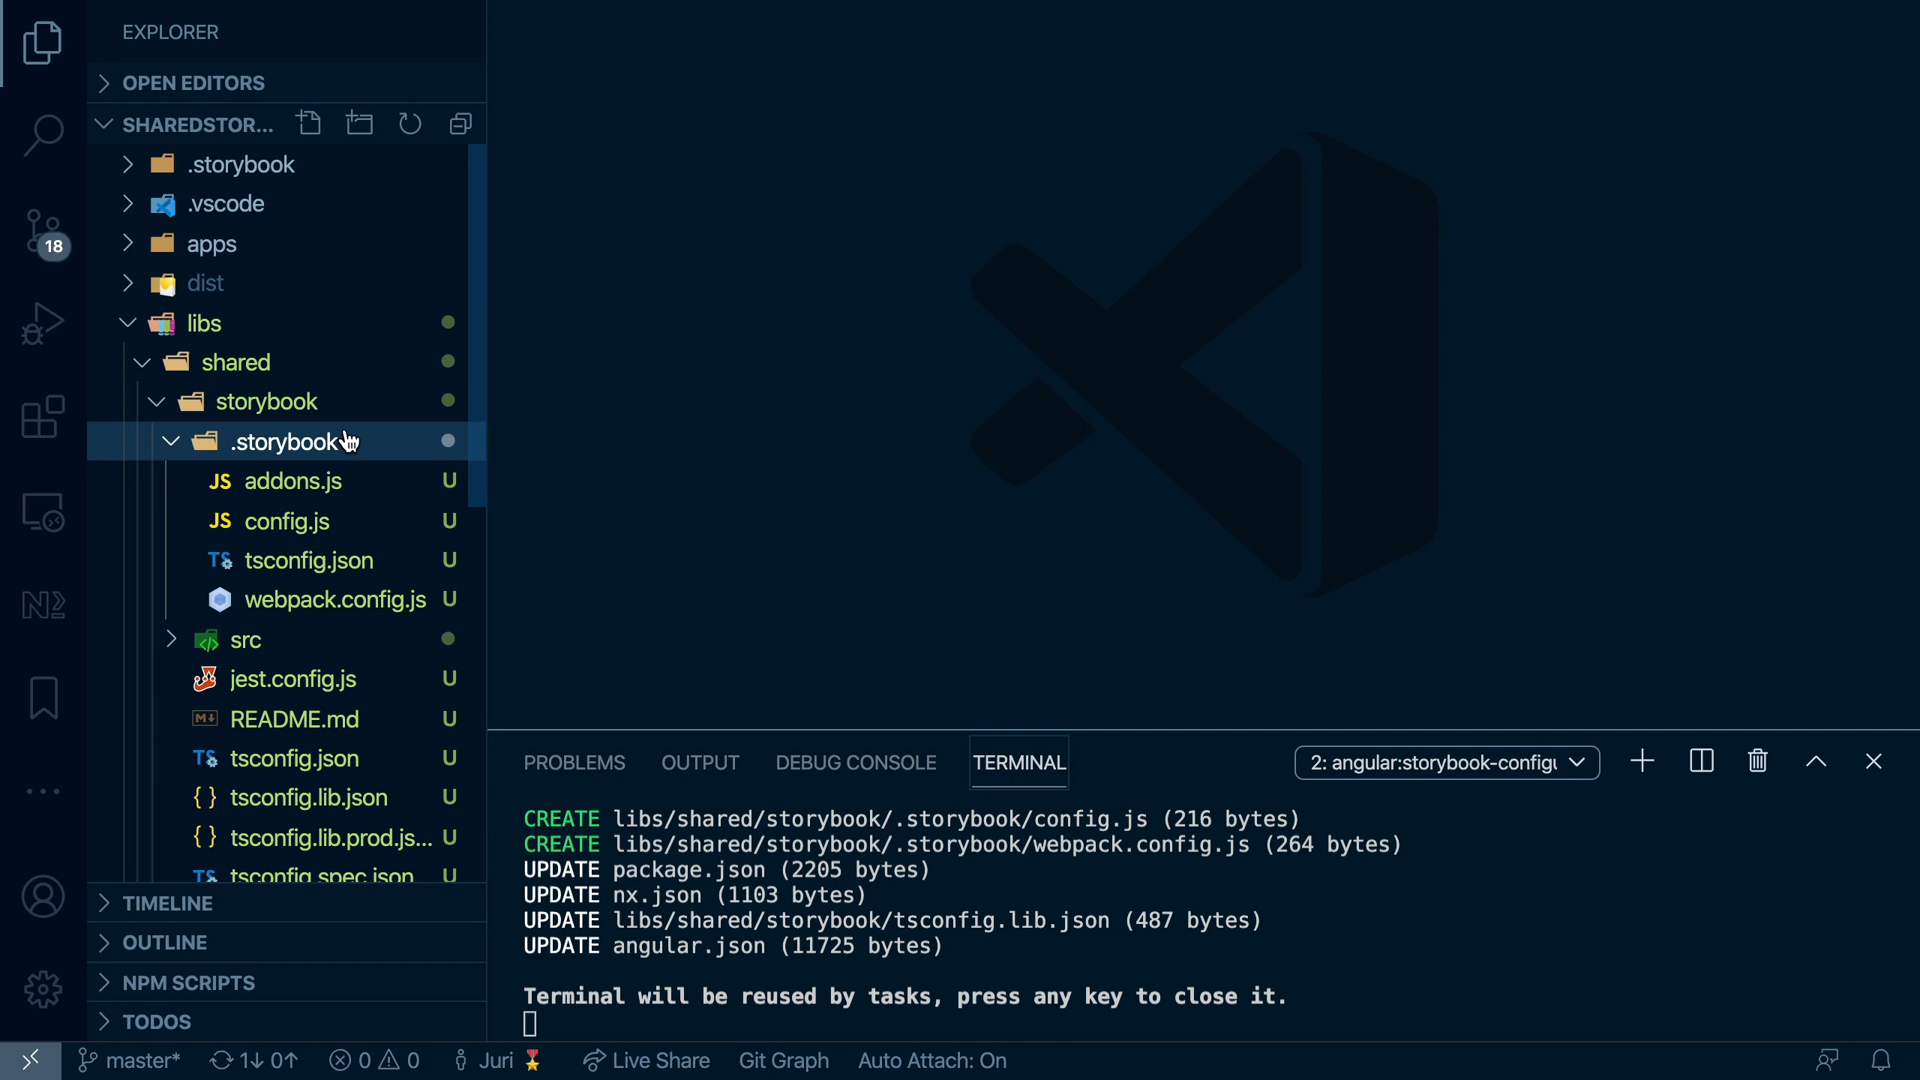 EXPLORER
OPEN EDITORS
SHAREDSTOR...
.storybook
.vscode
apps
dist
libs
shared
storybook
.storybook
JS addons.js U
JS config.js U
TS tsconfig.json U
webpack.config.js U
src
jest.config.js U
M↓ README.md U
TS tsconfig.json U
{ } tsconfig.lib.json U
{ } tsconfig.lib.prod.js... U
TS tsconfig.spec.json U
TIMELINE
OUTLINE
NPM SCRIPTS
TODOS
18
PROBLEMS OUTPUT DEBUG CONSOLE TERMINAL 2: angular:storybook-configu
CREATE libs/shared/storybook/.storybook/config.js (216 bytes)
CREATE libs/shared/storybook/.storybook/webpack.config.js (264 bytes)
UPDATE package.json (2205 bytes)
UPDATE nx.json (1103 bytes)
UPDATE libs/shared/storybook/tsconfig.lib.json (487 bytes)
UPDATE angular.json (11725 bytes)
Terminal will be reused by tasks, press any key to close it.
master* 1↓ 0↑ 0 0 Juri Live Share Git Graph Auto Attach: On